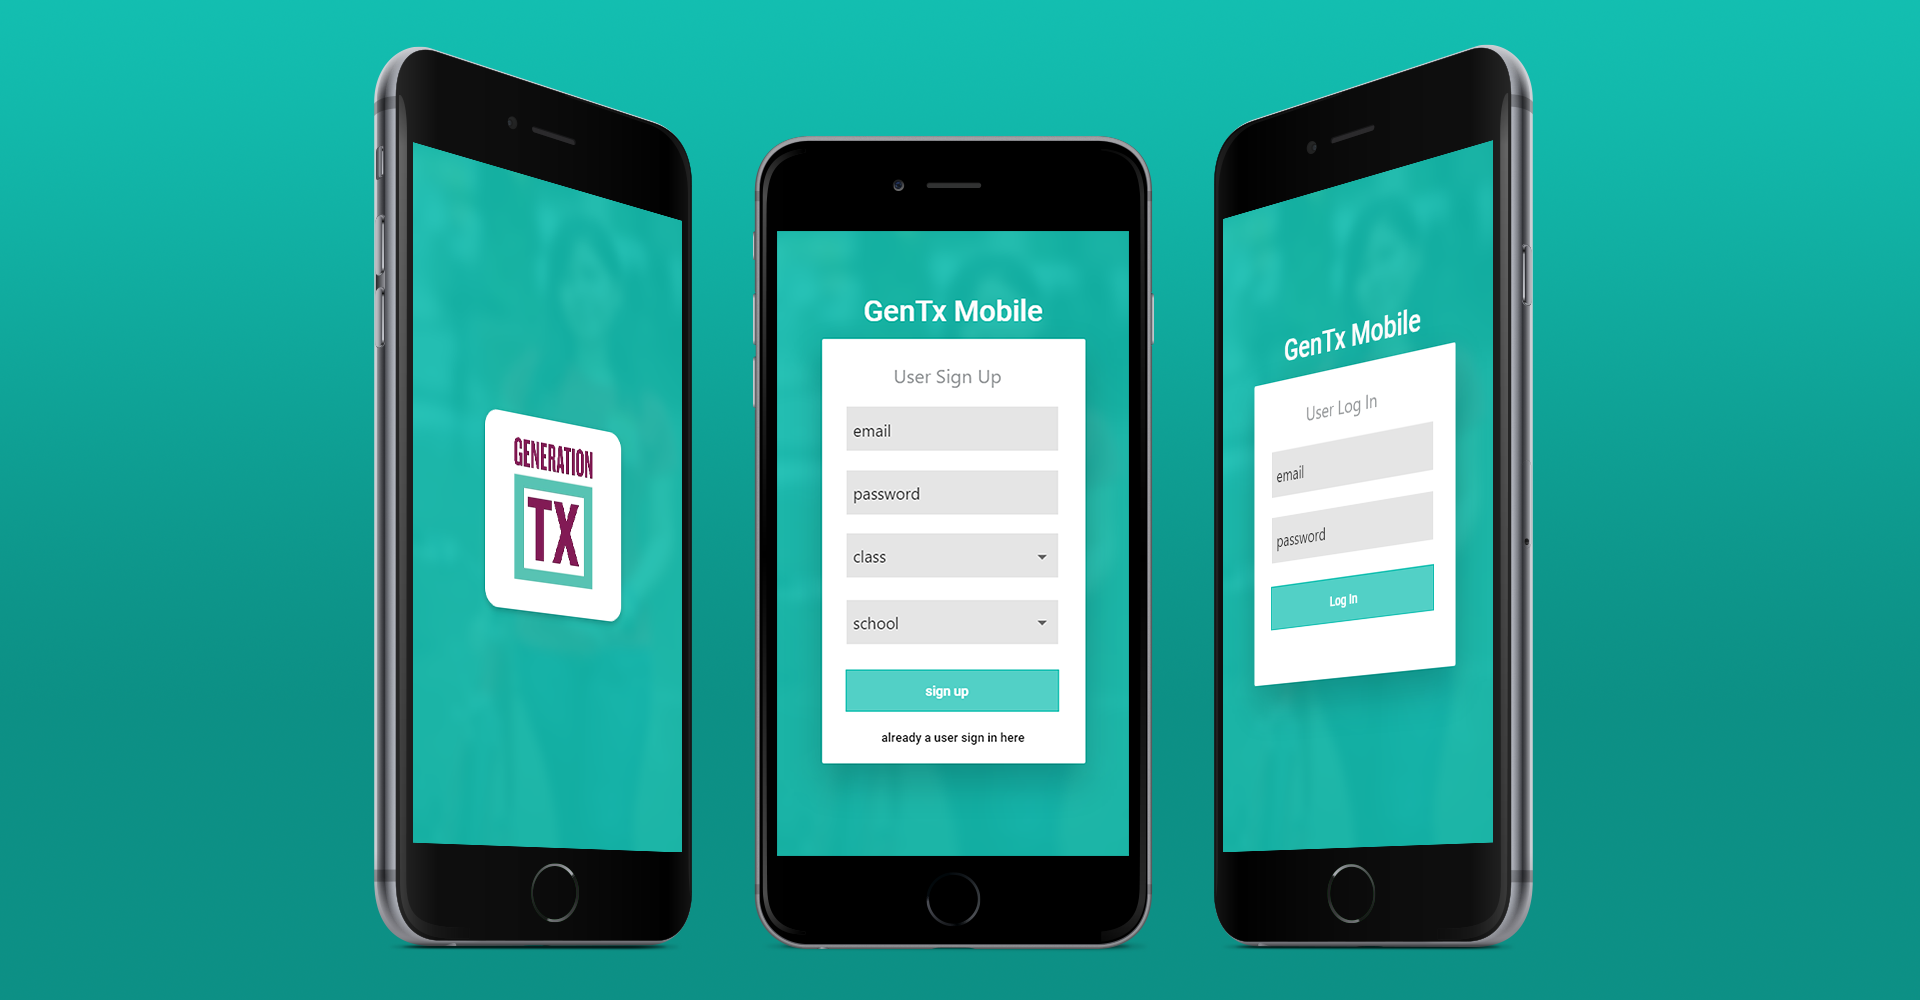 GENERATION
TX
GenTx Mobile
User Sign Up
email
password
class
school
sign up
already a user sign in here
GenTx Mobile
User Log In
email
password
Log In